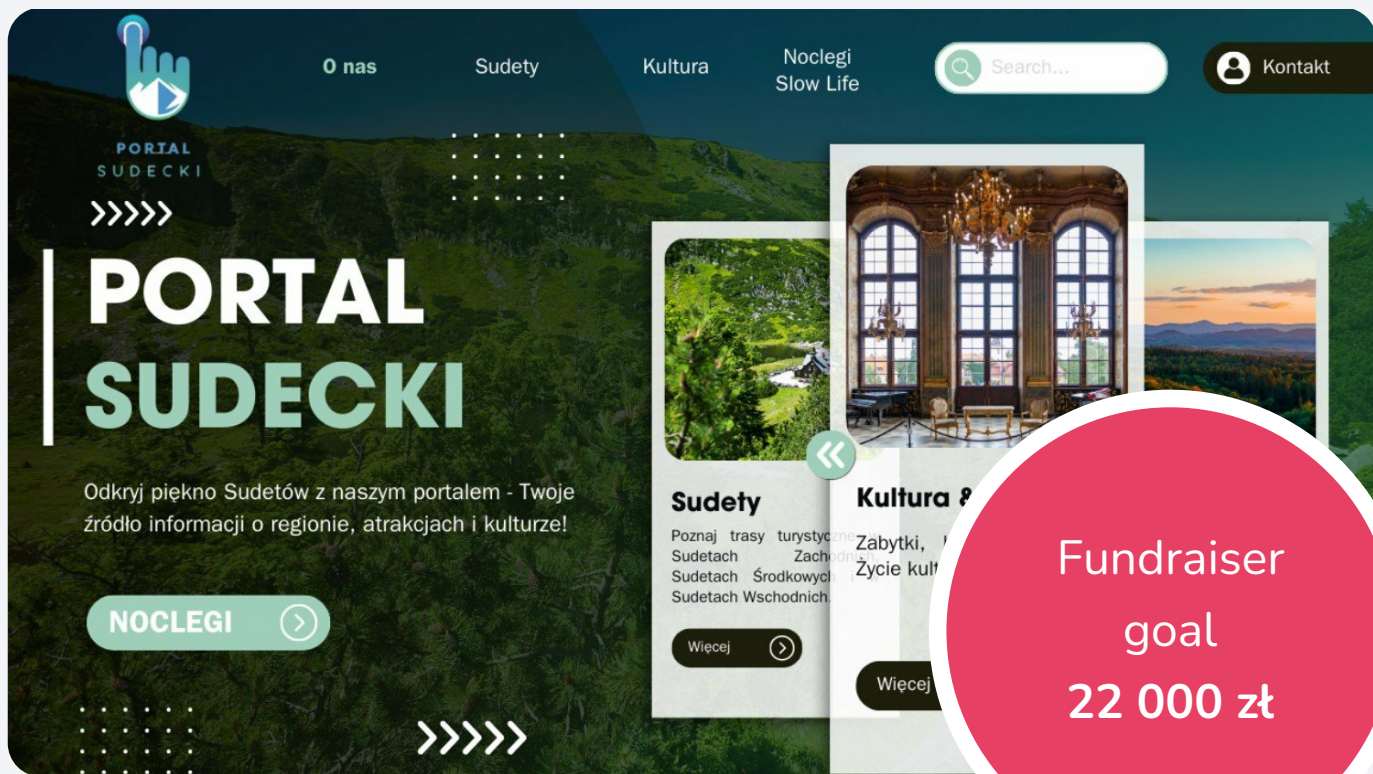 PORTAL
SUDECKI
O nas
Sudety
Kultura
Noclegi
Slow Life
Search...
Kontakt
PORTAL
SUDECKI
Odkryj piękno Sudetów z naszym portalem - Twoje
źródło informacji o regionie, atrakcjach i kulturze!
NOCLEGI
Sudety
Poznaj trasy turystyczne
Sudetach Zachodnich,
Sudetach Środkowych i
Sudetach Wschodnich.
Więcej
Kultura &
Zabytki,
Życie
Więcej
Fundraiser
goal
22 000 zł